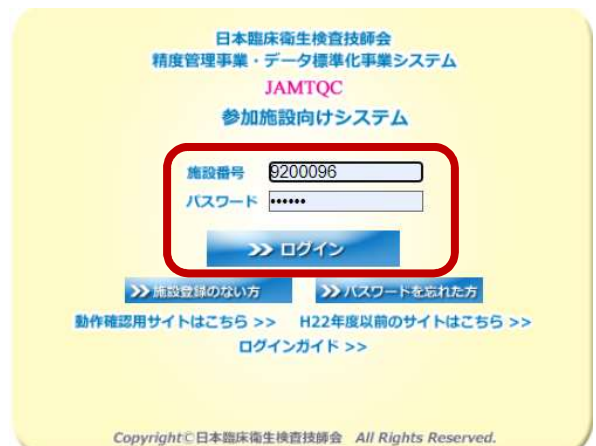 日本臨床衛生検査技師会
精度管理事業・データ標準化事業システム
JAMTQC
参加施設向けシステム
施設番号 9200096
パスワード ••••••
>> ログイン
>> 施設登録のない方 >> パスワードを忘れた方
動作確認用サイトはこちら >> H22年度以前のサイトはこちら >>
ログインガイド >>
Copyright©日本臨床衛生検査技師会 All Rights Reserved.